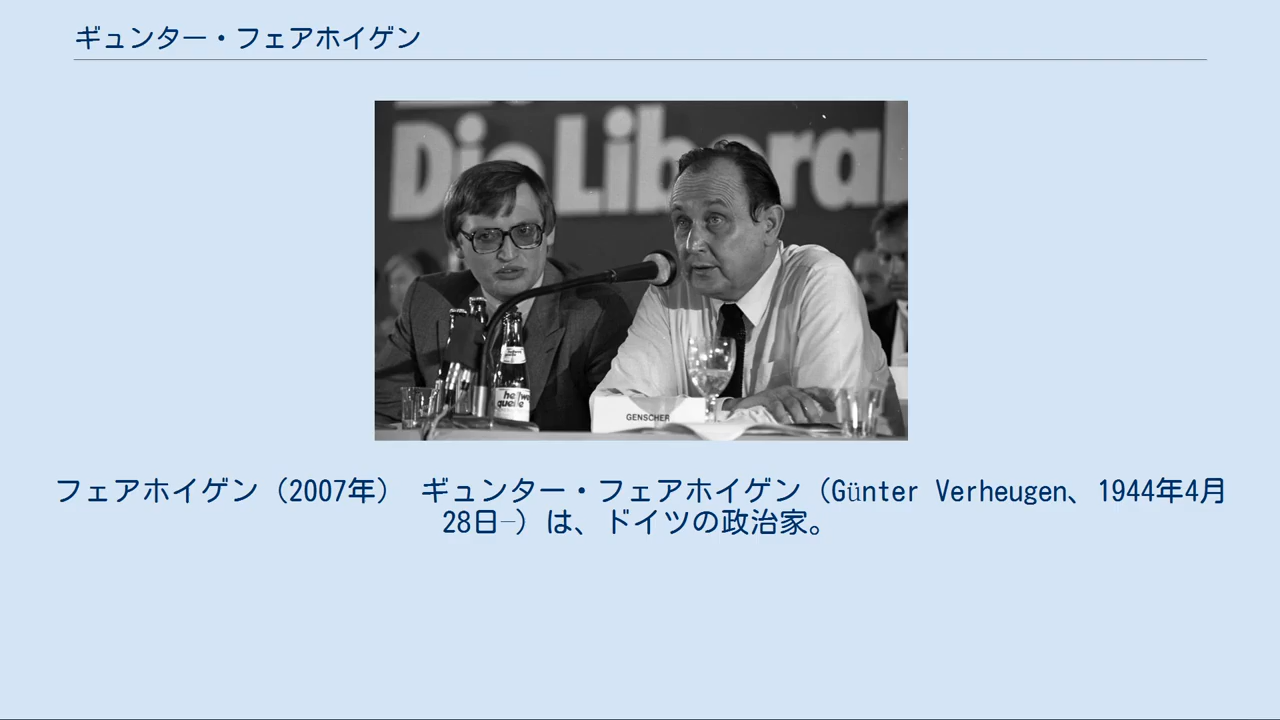 ギュンター・フェアホイゲン
Die Liberal
hellwe
quelle
GENSCHER
フェアホイゲン（2007年） ギュンター・フェアホイゲン（Günter Verheugen、1944年4月
28日–）は、ドイツの政治家。